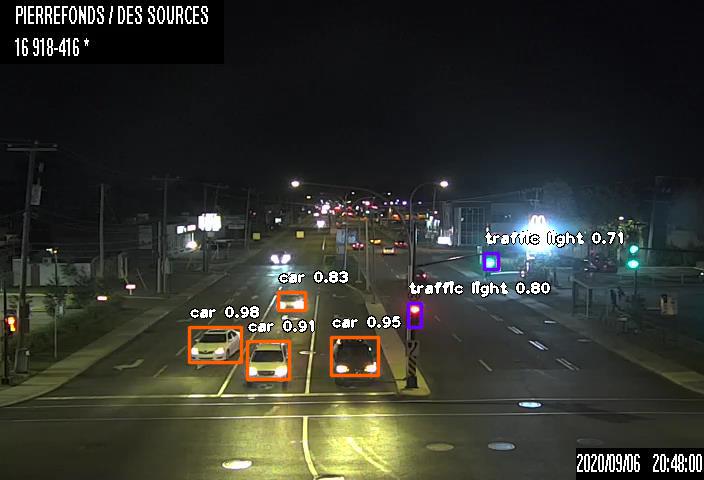 PIERREFONDS / DES SOURCES
16 918-416 *
traffic light 0.71
car 0.83
traffic light 0.80
car 0.98
car 0.91
car 0.95
2020/09/06 20:48:00